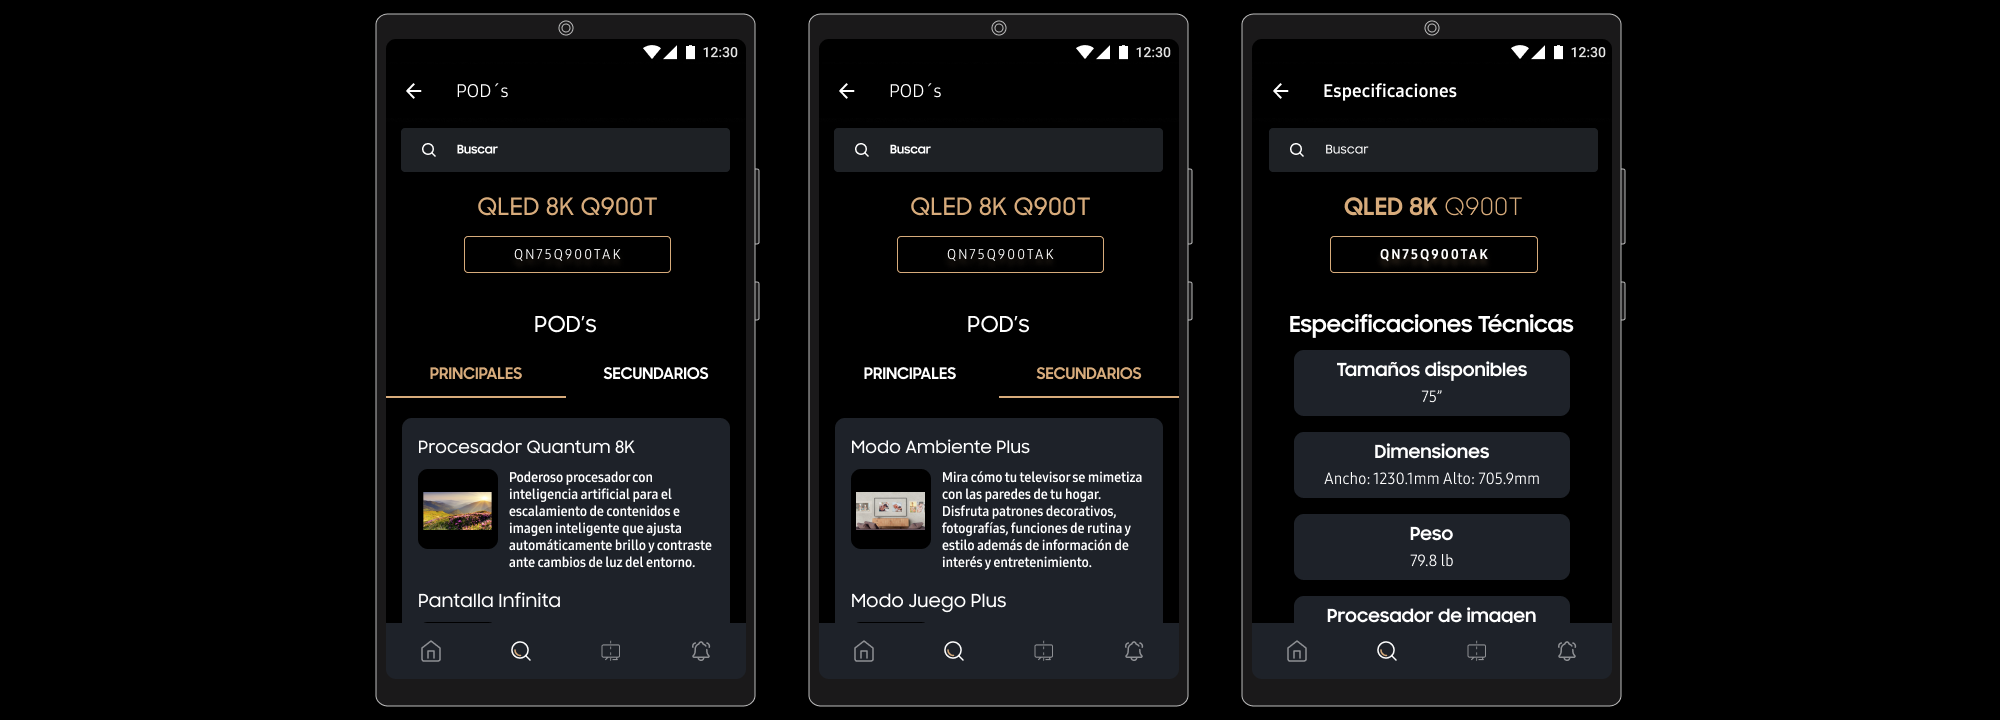 12:30
POD´s
Buscar
QLED 8K Q900T
QN75Q900TAK
POD's
PRINCIPALES SECUNDARIOS
Procesador Quantum 8K
Poderoso procesador con
inteligencia artificial para el
escalamiento de contenidos e
imagen inteligente que ajusta
automáticamente brillo y contraste
ante cambios de luz del entorno.
Pantalla Infinita
12:30
POD´s
Buscar
QLED 8K Q900T
QN75Q900TAK
POD's
PRINCIPALES SECUNDARIOS
Modo Ambiente Plus
Mira cómo tu televisor se mimetiza
con las paredes de tu hogar.
Disfruta patrones decorativos,
fotografías, funciones de rutina y
estilo además de información de
interés y entretenimiento.
Modo Juego Plus
12:30
Especificaciones
Buscar
QLED 8K Q900T
QN75Q900TAK
Especificaciones Técnicas
Tamaños disponibles
75”
Dimensiones
Ancho: 1230.1mm Alto: 705.9mm
Peso
79.8 lb
Procesador de imagen